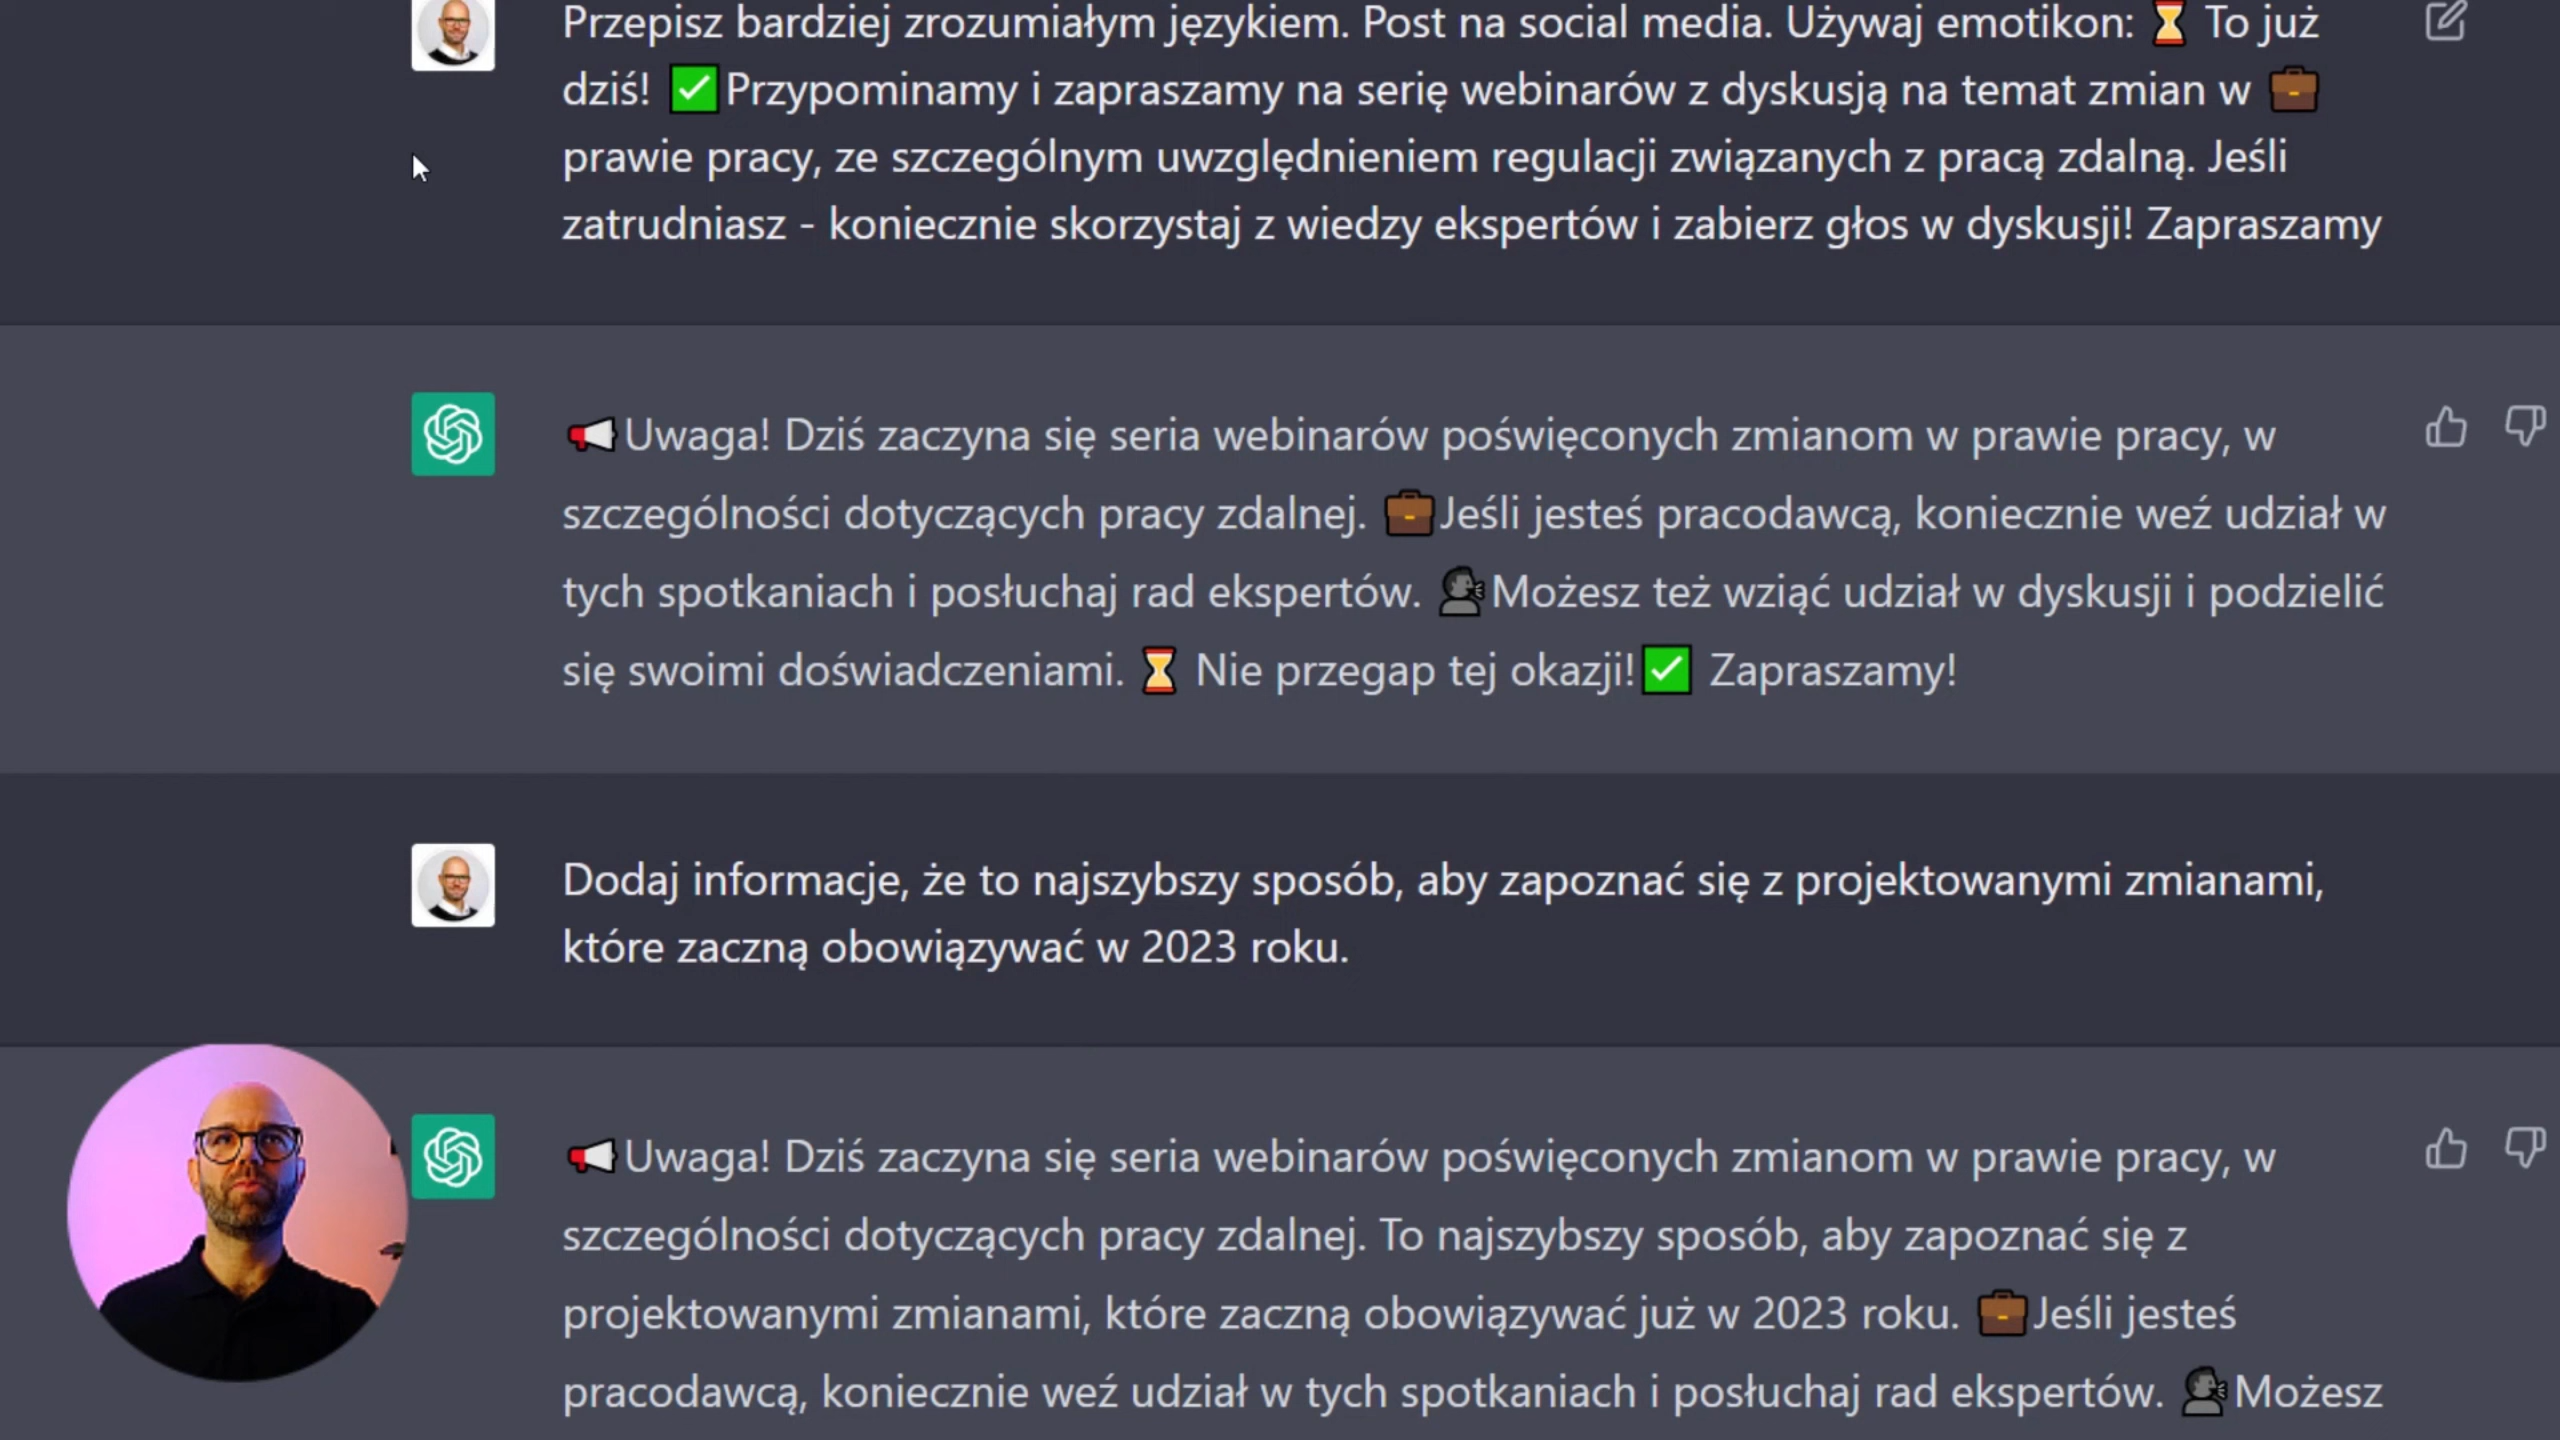 Przepisz bardziej zrozumiałym językiem. Post na social media. Używaj emotikon: ⏳ To już
dziś! ✅Przypominamy i zapraszamy na serię webinarów z dyskusją na temat zmian w 💼
prawie pracy, ze szczególnym uwzględnieniem regulacji związanych z pracą zdalną. Jeśli
zatrudniasz - koniecznie skorzystaj z wiedzy ekspertów i zabierz głos w dyskusji! Zapraszamy
📢Uwaga! Dziś zaczyna się seria webinarów poświęconych zmianom w prawie pracy, w
szczególności dotyczących pracy zdalnej. 💼Jeśli jesteś pracodawcą, koniecznie weź udział w
tych spotkaniach i posłuchaj rad ekspertów. 🗣Możesz też wziąć udział w dyskusji i podzielić
się swoimi doświadczeniami. ⏳ Nie przegap tej okazji!✅ Zapraszamy!
Dodaj informacje, że to najszybszy sposób, aby zapoznać się z projektowanymi zmianami,
które zaczną obowiązywać w 2023 roku.
📢Uwaga! Dziś zaczyna się seria webinarów poświęconych zmianom w prawie pracy, w
szczególności dotyczących pracy zdalnej. To najszybszy sposób, aby zapoznać się z
projektowanymi zmianami, które zaczną obowiązywać już w 2023 roku. 💼Jeśli jesteś
pracodawcą, koniecznie weź udział w tych spotkaniach i posłuchaj rad ekspertów. 🗣Możesz